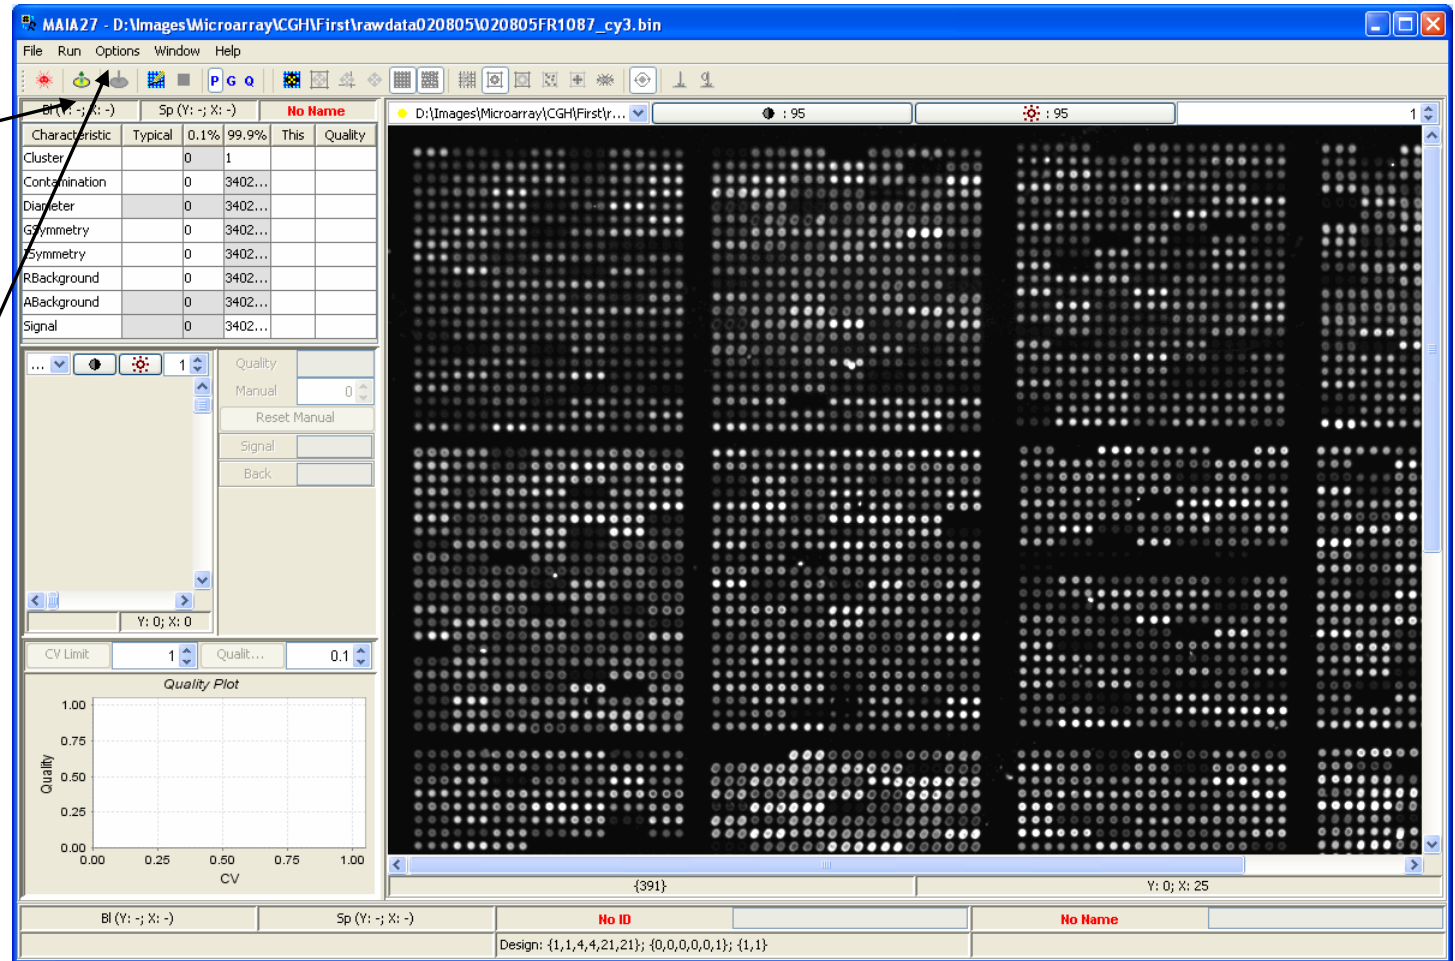 MAIA27 - D:\Images\Microarray\CGH\First\rawdata020805\020805FR1087_cy3.bin
File Run Options Window Help
P G Q
Bl (Y: -; X: -) Sp (Y: -; X: -) No Name
D:\Images\Microarray\CGH\First\r... : 95 : 95 1
Characteristic Typical 0.1% 99.9% This Quality
Cluster 0 1
Contamination 0 3402...
Diameter 0 3402...
GSymmetry 0 3402...
ISymmetry 0 3402...
RBackground 0 3402...
ABackground 0 3402...
Signal 0 3402...
... 1
Quality
Manual 0
Reset Manual
Signal
Back
Y: 0; X: 0
CV Limit 1 Qualit... 0.1
Quality Plot
1.00
0.75
0.50
0.25
0.00
Quality
0.00 0.25 0.50 0.75 1.00
CV
{391} Y: 0; X: 25
Bl (Y: -; X: -) Sp (Y: -; X: -) No ID No Name
Design: {1,1,4,4,21,21}; {0,0,0,0,0,1}; {1,1}